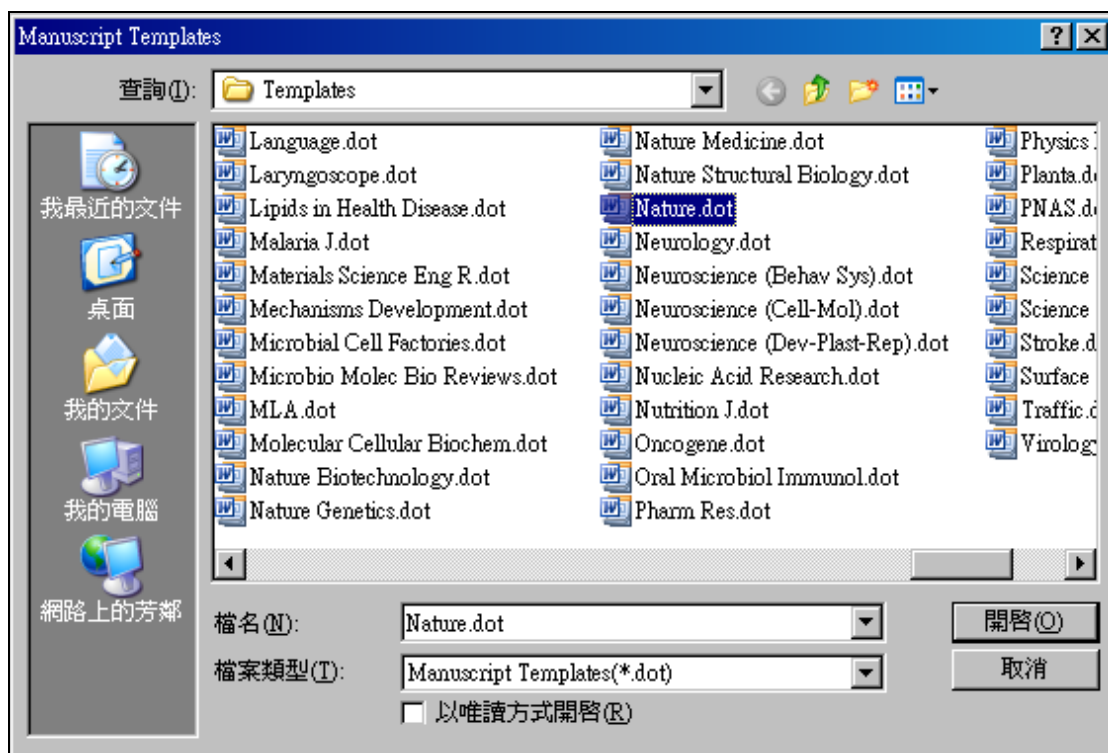 Manuscript Templates
查詢(I):
Templates
我最近的文件
桌面
我的文件
我的電腦
網路上的芳鄰
Language.dot
Laryngoscope.dot
Lipids in Health Disease.dot
Malaria J.dot
Materials Science Eng R.dot
Mechanisms Development.dot
Microbial Cell Factories.dot
Microbio Molec Bio Reviews.dot
MLA.dot
Molecular Cellular Biochem.dot
Nature Biotechnology.dot
Nature Genetics.dot
Nature Medicine.dot
Nature Structural Biology.dot
Nature.dot
Neurology.dot
Neuroscience (Behav Sys).dot
Neuroscience (Cell-Mol).dot
Neuroscience (Dev-Plast-Rep).dot
Nucleic Acid Research.dot
Nutrition J.dot
Oncogene.dot
Oral Microbiol Immunol.dot
Pharm Res.dot
Physics
Planta.d
PNAS.d
Respirat
Science
Science
Stroke.d
Surface
Traffic.d
Virology
檔名(N):
Nature.dot
開啓(O)
檔案類型(T):
Manuscript Templates(*.dot)
取消
以唯讀方式開啓(R)